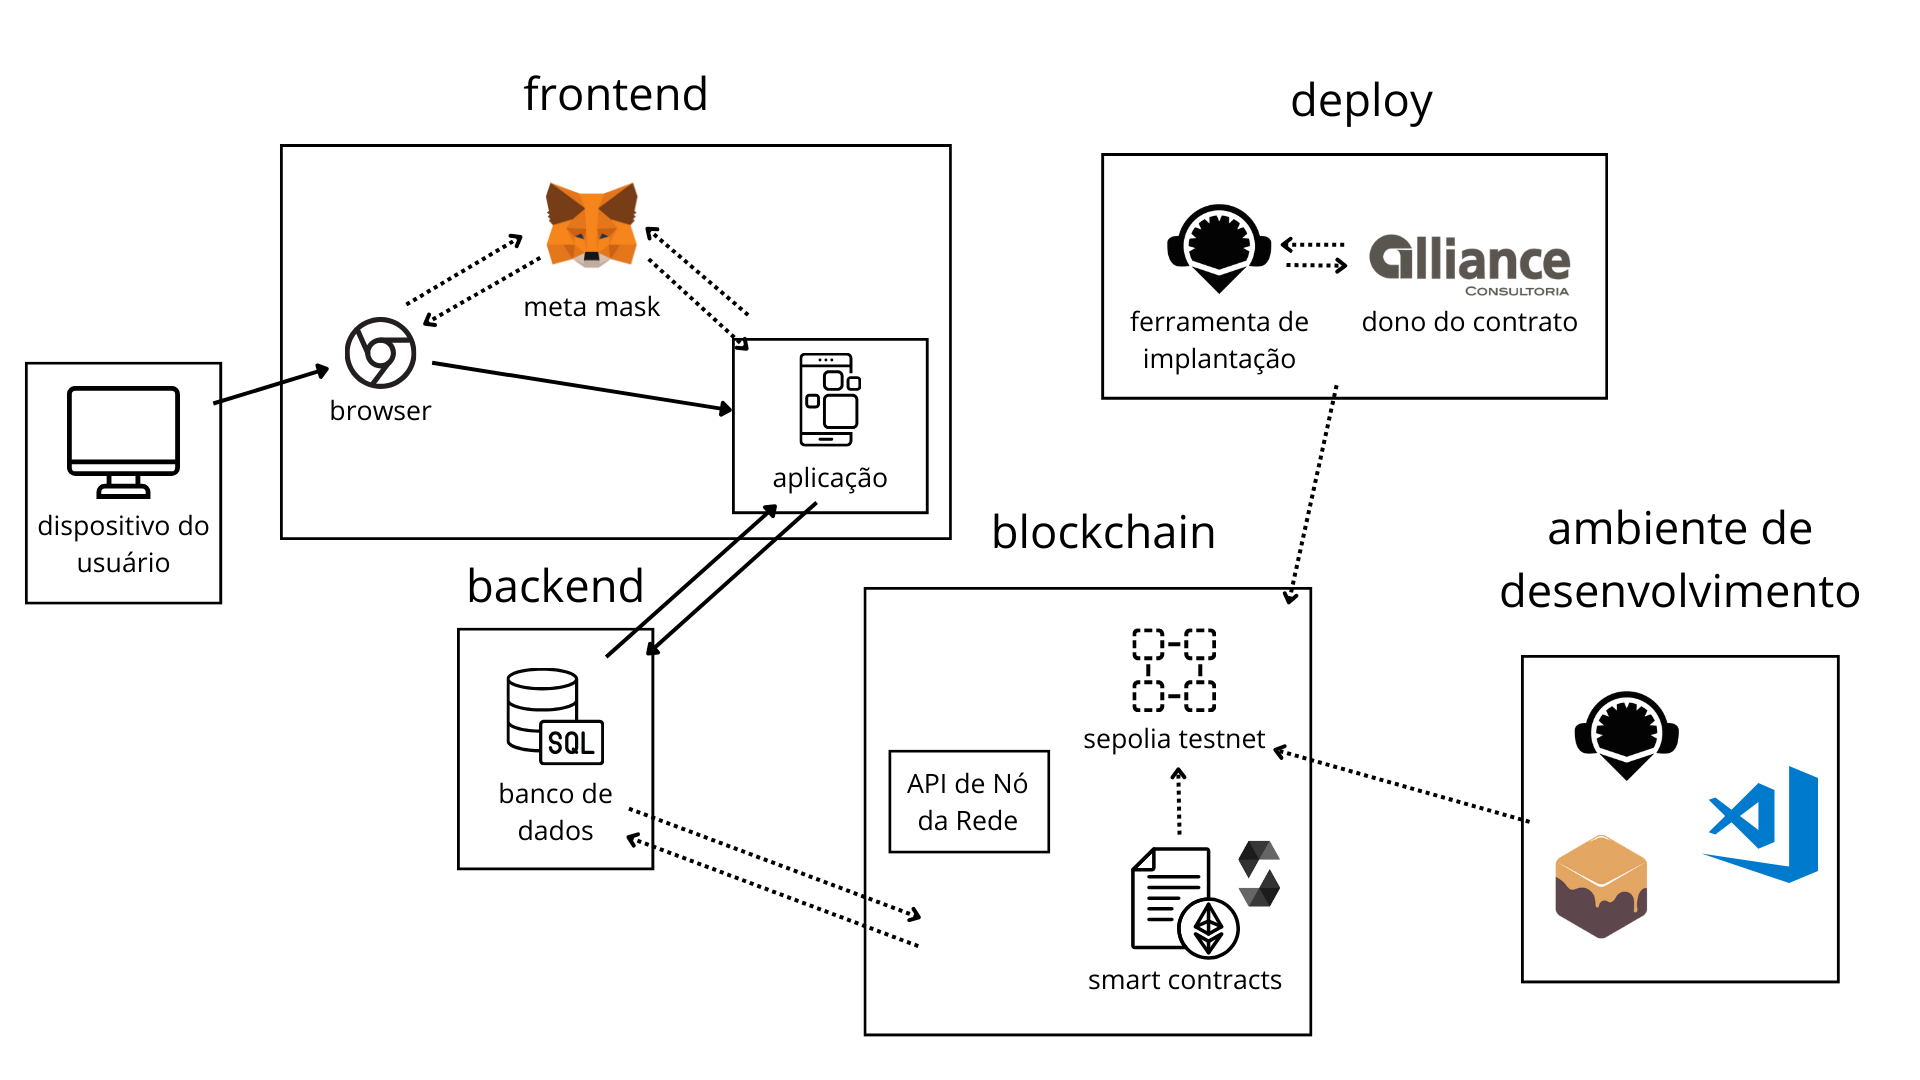 frontend
deploy
meta mask
browser
aplicação
dispositivo do
usuário
ferramenta de
implantação
alliance
CONSULTORIA
dono do contrato
backend
SQL
banco de
dados
blockchain
sepolia testnet
API de Nó
da Rede
smart contracts
ambiente de
desenvolvimento